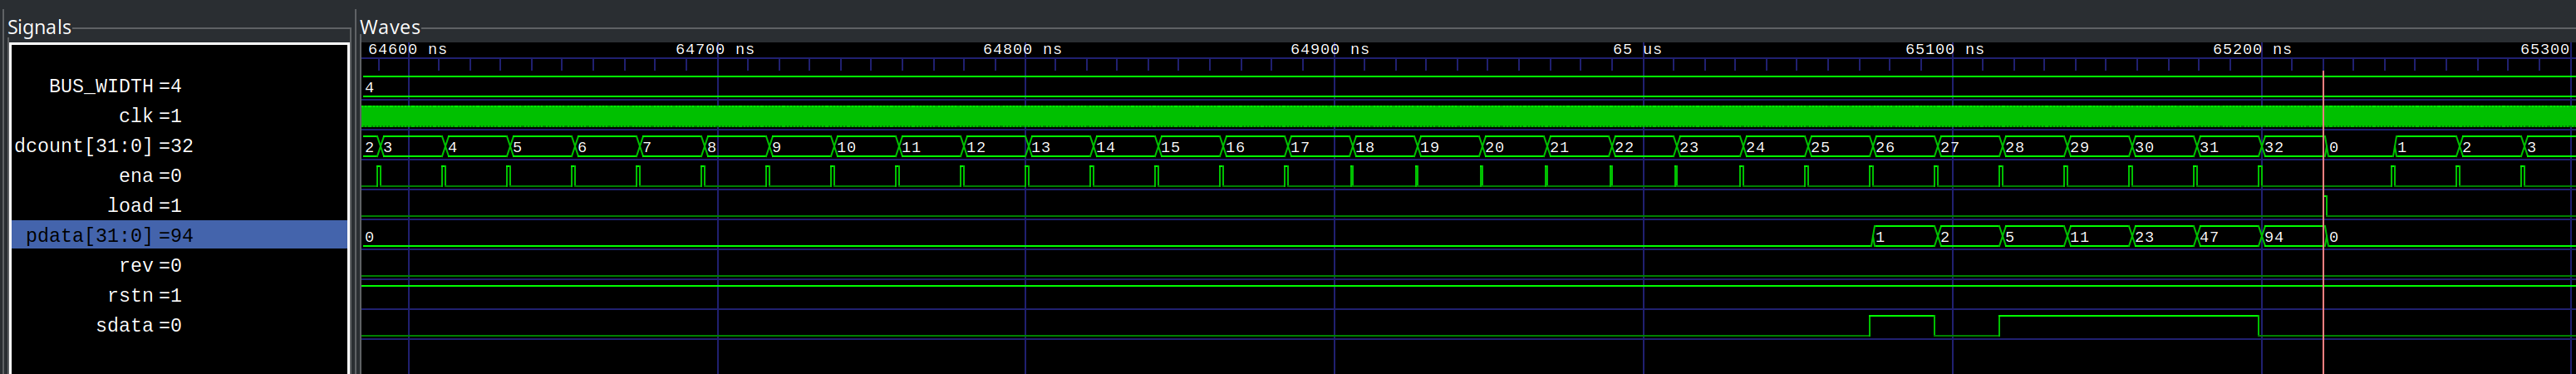 Signals Waves
64600 ns 64700 ns 64800 ns 64900 ns 65 us 65100 ns 65200 ns 65300
BUS_WIDTH =4 4
clk =1
dcount[31:0] =32 2 3 4 5 6 7 8 9 10 11 12 13 14 15 16 17 18 19 20 21 22 23 24 25 26 27 28 29 30 31 32 0 1 2 3
ena =0
load =1
pdata[31:0] =94 0 1 2 5 11 23 47 94 0
rev =0
rstn =1
sdata =0